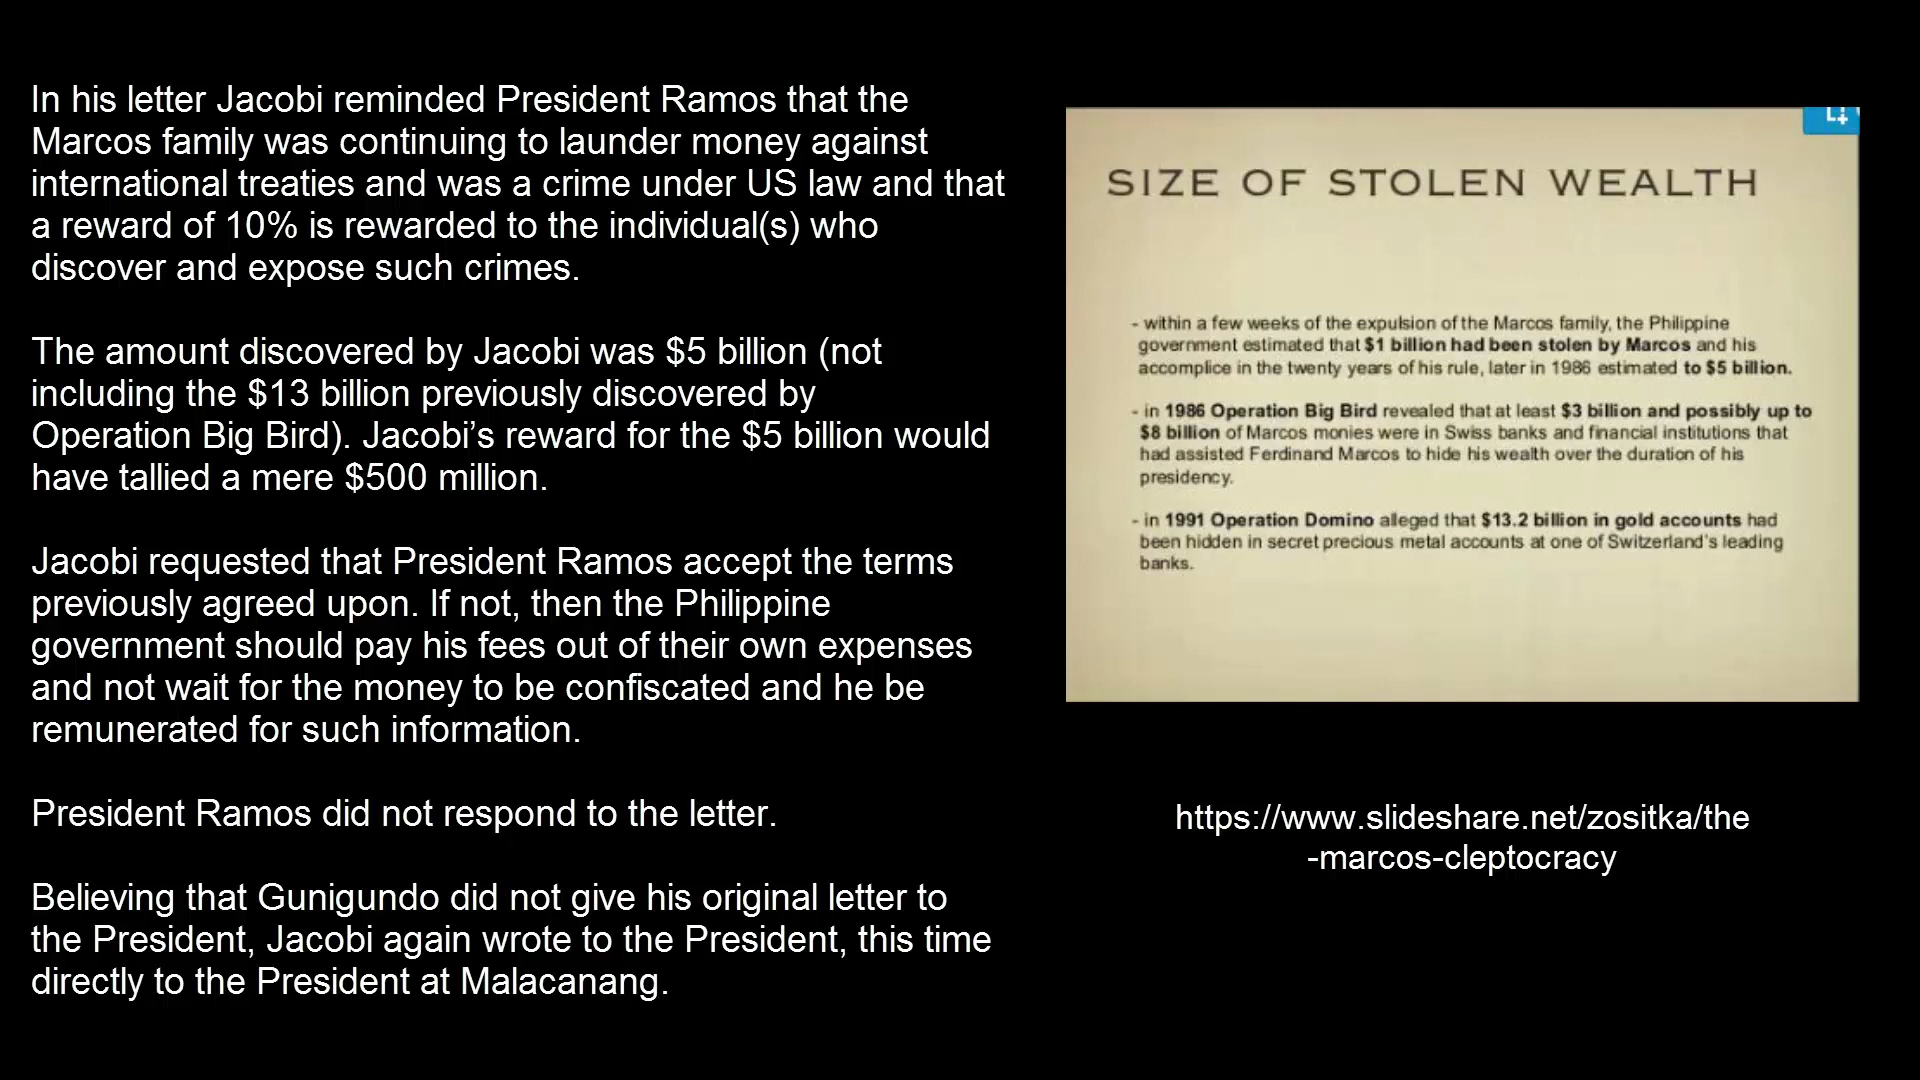 In his letter Jacobi reminded President Ramos that the
Marcos family was continuing to launder money against
international treaties and was a crime under US law and that
a reward of 10% is rewarded to the individual(s) who
discover and expose such crimes.
The amount discovered by Jacobi was $5 billion (not
including the $13 billion previously discovered by
Operation Big Bird). Jacobi’s reward for the $5 billion would
have tallied a mere $500 million.
Jacobi requested that President Ramos accept the terms
previously agreed upon. If not, then the Philippine
government should pay his fees out of their own expenses
and not wait for the money to be confiscated and he be
remunerated for such information.
President Ramos did not respond to the letter.
Believing that Gunigundo did not give his original letter to
the President, Jacobi again wrote to the President, this time
directly to the President at Malacanang.
SIZE OF STOLEN WEALTH
- within a few weeks of the expulsion of the Marcos family, the Philippine
government estimated that $1 billion had been stolen by Marcos and his
accomplice in the twenty years of his rule, later in 1986 estimated to $5 billion.
- in 1986 Operation Big Bird revealed that at least $3 billion and possibly up to
$8 billion of Marcos monies were in Swiss banks and financial institutions that
had assisted Ferdinand Marcos to hide his wealth over the duration of his
presidency.
- in 1991 Operation Domino alleged that $13.2 billion in gold accounts had
been hidden in secret precious metal accounts at one of Switzerland's leading
banks.
https://www.slideshare.net/zositka/the
-marcos-cleptocracy